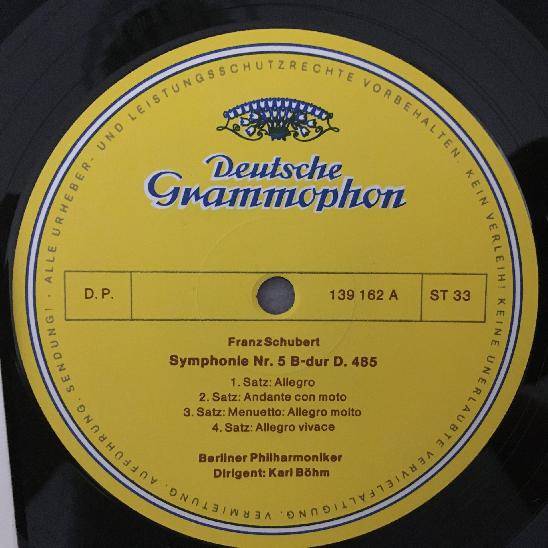 ALLE URHEBER- UND LEISTUNGSSCHUTZRECHTE VORBEHALTEN. KEIN VERLEIH! KEINE UNERLAUBTE VERVIELFÄLTIGUNG, VERMIETUNG, AUFFÜHRUNG, SENDUNG! ·
Deutsche
Grammophon
D. P.
139 162 A
ST 33
Franz Schubert
Symphonie Nr. 5 B-dur D. 485
1. Satz: Allegro
2. Satz: Andante con moto
3. Satz: Menuetto: Allegro molto
4. Satz: Allegro vivace
Berliner Philharmoniker
Dirigent: Karl Böhm